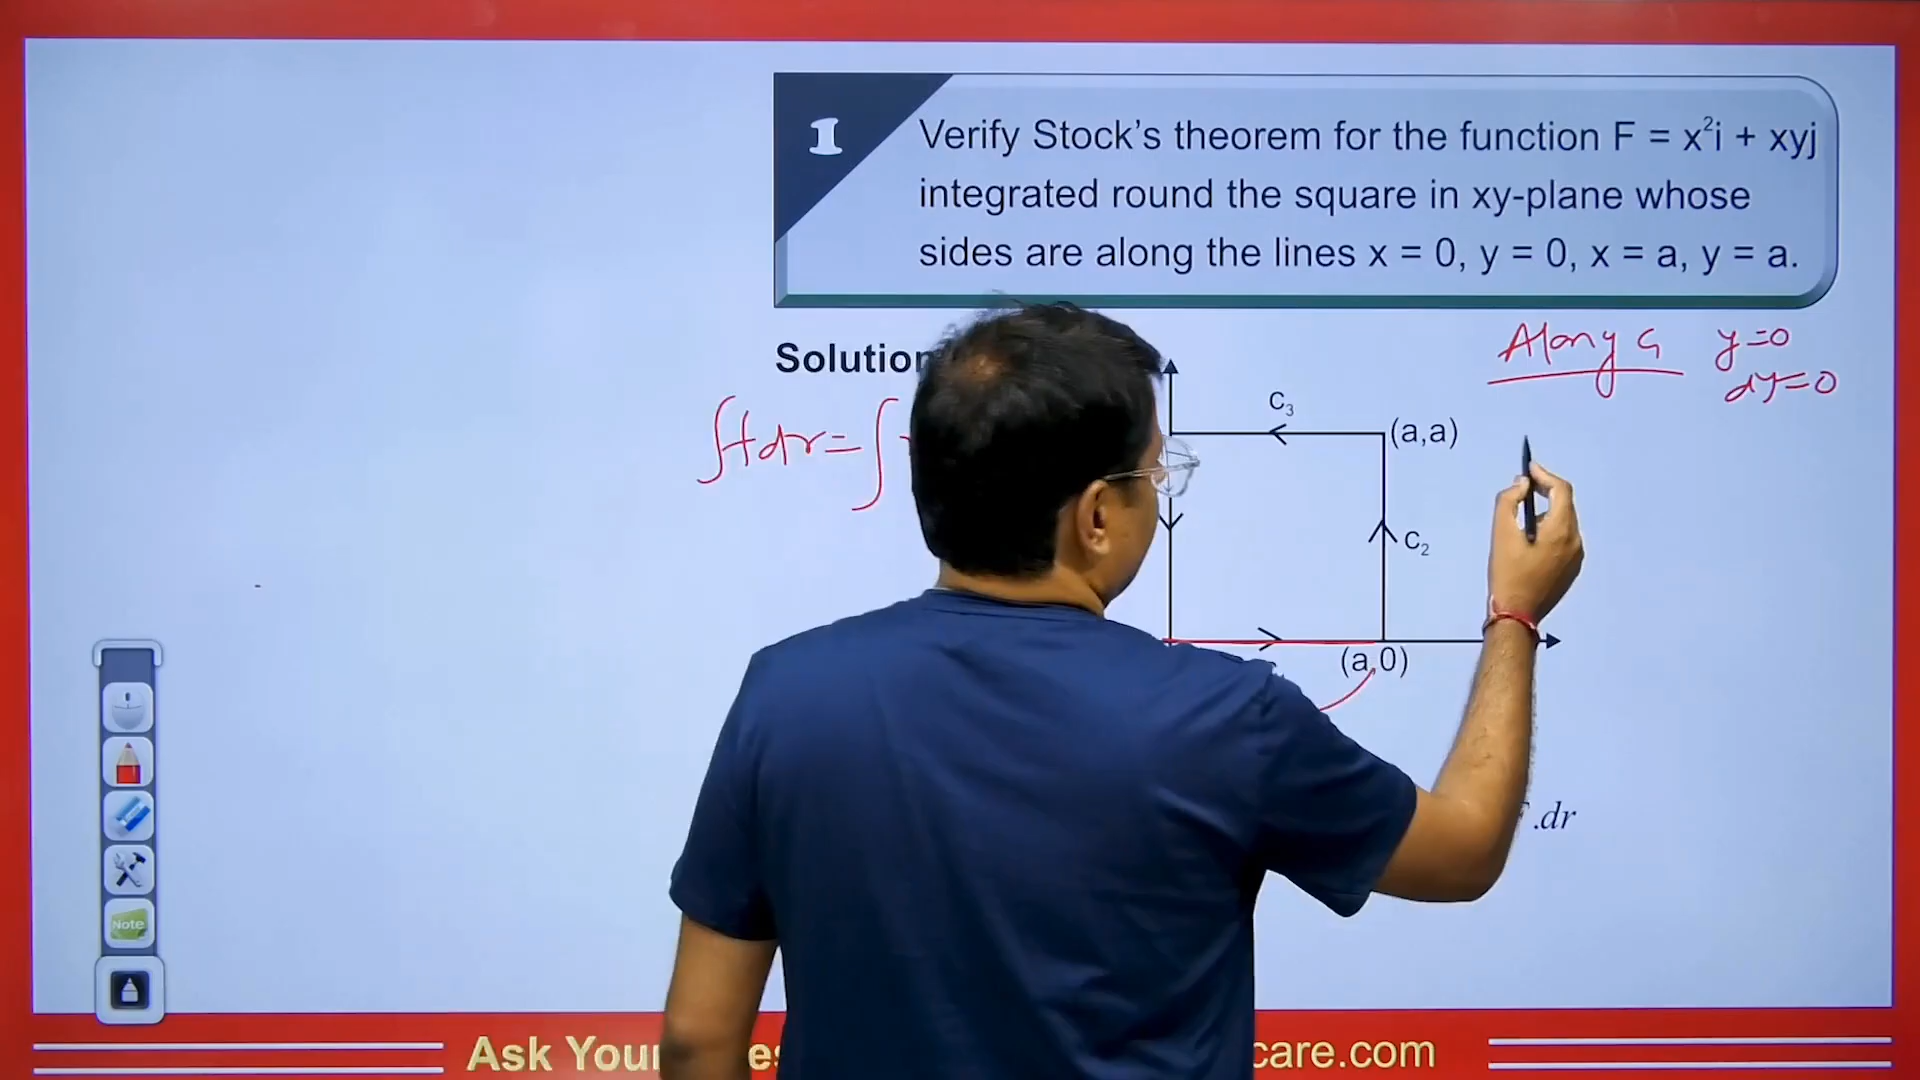 1
Verify Stock’s theorem for the function F = x²i + xyj
integrated round the square in xy-plane whose
sides are along the lines x = 0, y = 0, x = a, y = a.
Solution
Along C₁ y=0
dy=0
∫F.dr=∫
C₃
(a,a)
C₂
(a,0)
.dr
Note
Ask Your
care.com